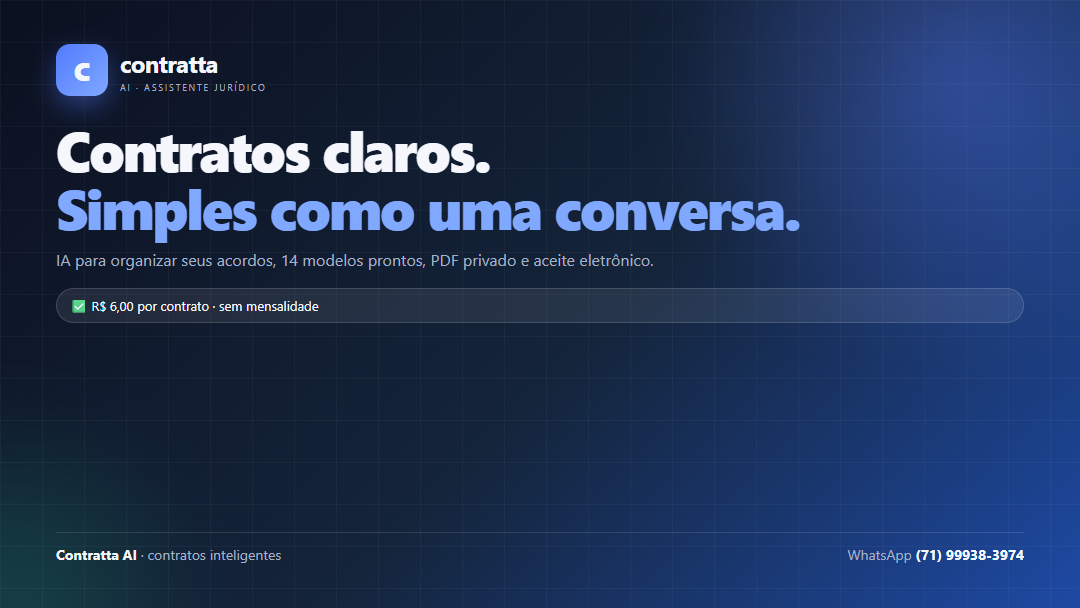 c
contratta
AI · ASSISTENTE JURÍDICO
Contratos claros.
Simples como uma conversa.
IA para organizar seus acordos, 14 modelos prontos, PDF privado e aceite eletrônico.
✅ R$ 6,00 por contrato · sem mensalidade
Contratta AI · contratos inteligentes
WhatsApp (71) 99938-3974